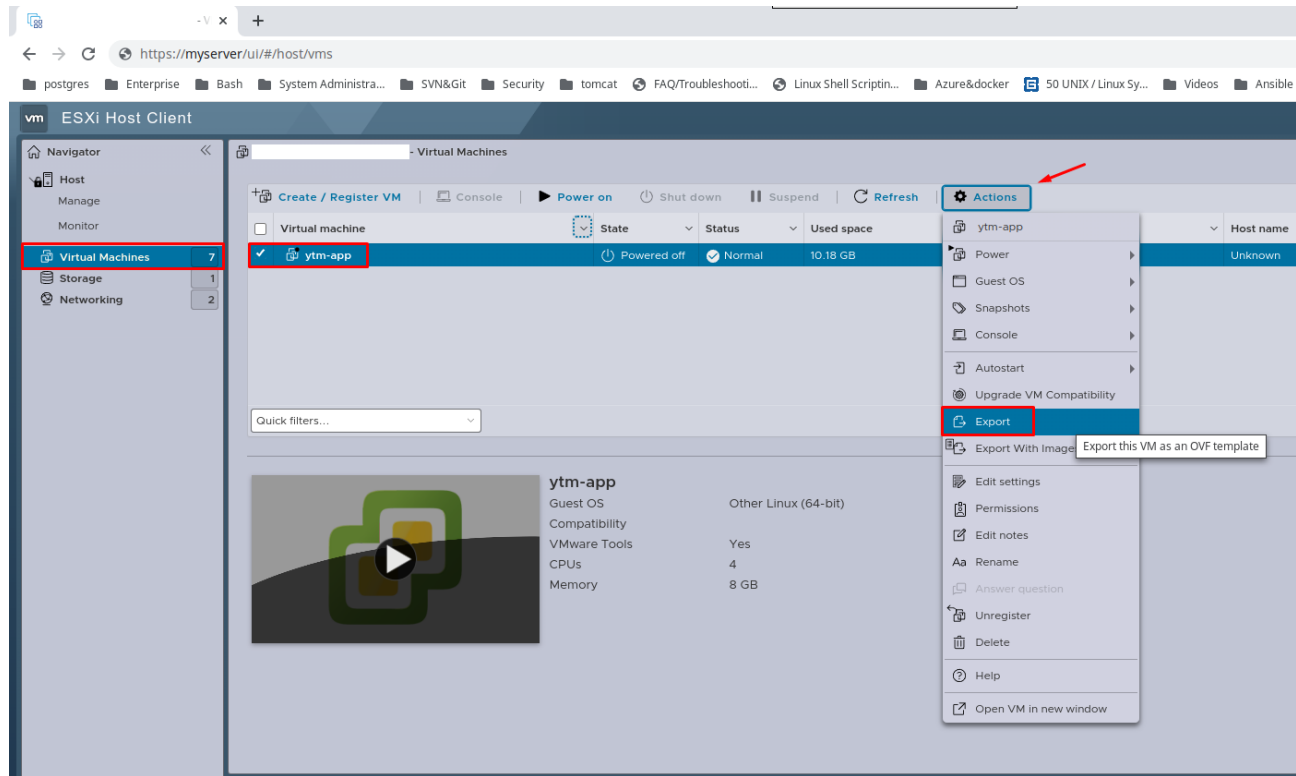 - V ×
+
https://myserver/ui/#/host/vms
postgres Enterprise Bash System Administra... SVN&Git Security tomcat FAQ/Troubleshooti... Linux Shell Scriptin... Azure&docker 50 UNIX / Linux Sy... Videos Ansible
vm ESXi Host Client
Navigator
Host
Manage
Monitor
Virtual Machines 7
Storage 1
Networking 2
- Virtual Machines
Create / Register VM | Console | Power on Shut down Suspend | Refresh | Actions
Virtual machine State Status Used space Host name
ytm-app Powered off Normal 10.18 GB Unknown
Quick filters...
ytm-app
Power
Guest OS
Snapshots
Console
Autostart
Upgrade VM Compatibility
Export
Export With Image
Export this VM as an OVF template
Edit settings
Permissions
Edit notes
Aa Rename
Answer question
Unregister
Delete
Help
Open VM in new window
ytm-app
Guest OS Other Linux (64-bit)
Compatibility
VMware Tools Yes
CPUs 4
Memory 8 GB